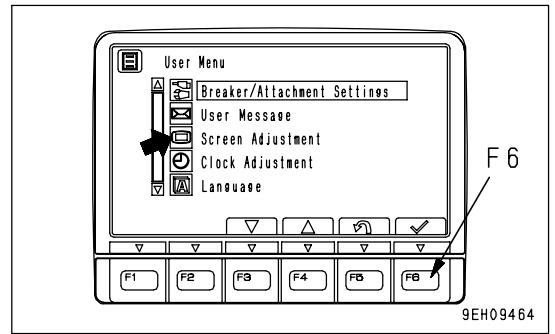 User Menu
Breaker/Attachment Settings
User Message
Screen Adjustment
Clock Adjustment
A Language
F6
F1 F2 F3 F4 F5 F6
9EH09464